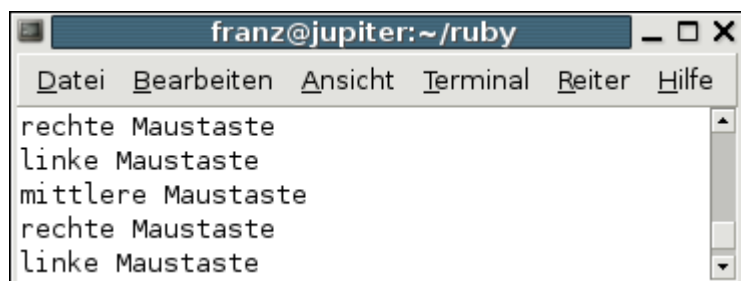 franz@jupiter:~/ruby
Datei Bearbeiten Ansicht Terminal Reiter Hilfe
rechte Maustaste
linke Maustaste
mittlere Maustaste
rechte Maustaste
linke Maustaste